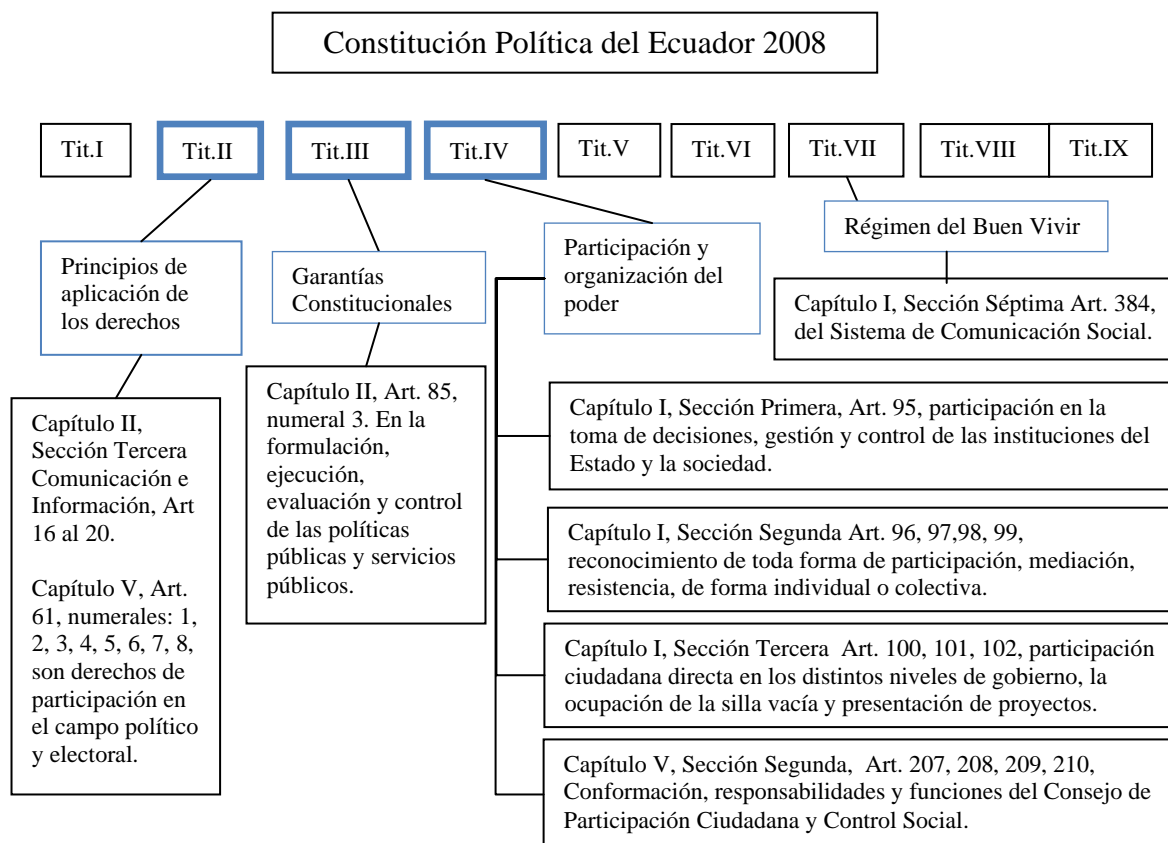 Constitución Política del Ecuador 2008
Tit.I
Tit.II
Tit.III
Tit.IV
Tit.V
Tit.VI
Tit.VII
Tit.VIII
Tit.IX
Principios de
aplicación de
los derechos
Garantías
Constitucionales
Participación y
organización del
poder
Régimen del Buen Vivir
Capítulo I, Sección Séptima Art. 384,
del Sistema de Comunicación Social.
Capítulo II,
Sección Tercera
Comunicación e
Información, Art
16 al 20.
Capítulo V, Art.
61, numerales: 1,
2, 3, 4, 5, 6, 7, 8,
son derechos de
participación en
el campo político
y electoral.
Capítulo II, Art. 85,
numeral 3. En la
formulación,
ejecución,
evaluación y control
de las políticas
públicas y servicios
públicos.
Capítulo I, Sección Primera, Art. 95, participación en la
toma de decisiones, gestión y control de las instituciones del
Estado y la sociedad.
Capítulo I, Sección Segunda Art. 96, 97,98, 99,
reconocimiento de toda forma de participación, mediación,
resistencia, de forma individual o colectiva.
Capítulo I, Sección Tercera Art. 100, 101, 102, participación
ciudadana directa en los distintos niveles de gobierno, la
ocupación de la silla vacía y presentación de proyectos.
Capítulo V, Sección Segunda, Art. 207, 208, 209, 210,
Conformación, responsabilidades y funciones del Consejo de
Participación Ciudadana y Control Social.